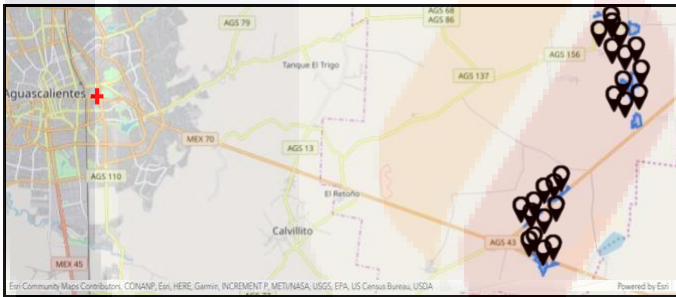 AGS 68
AGS 86
AGS 79
AGS 156
Tanque El Trigo
AGS 137
Aguascalientes
MEX 70
AGS 13
AGS 110
El Retoño
Calvillito
AGS 43
MEX 45
Esri Community Maps Contributors, CONANP, Esri, HERE, Garmin, INCREMENT P, METI/NASA, USGS, EPA, US Census Bureau, USDA
Powered by Esri